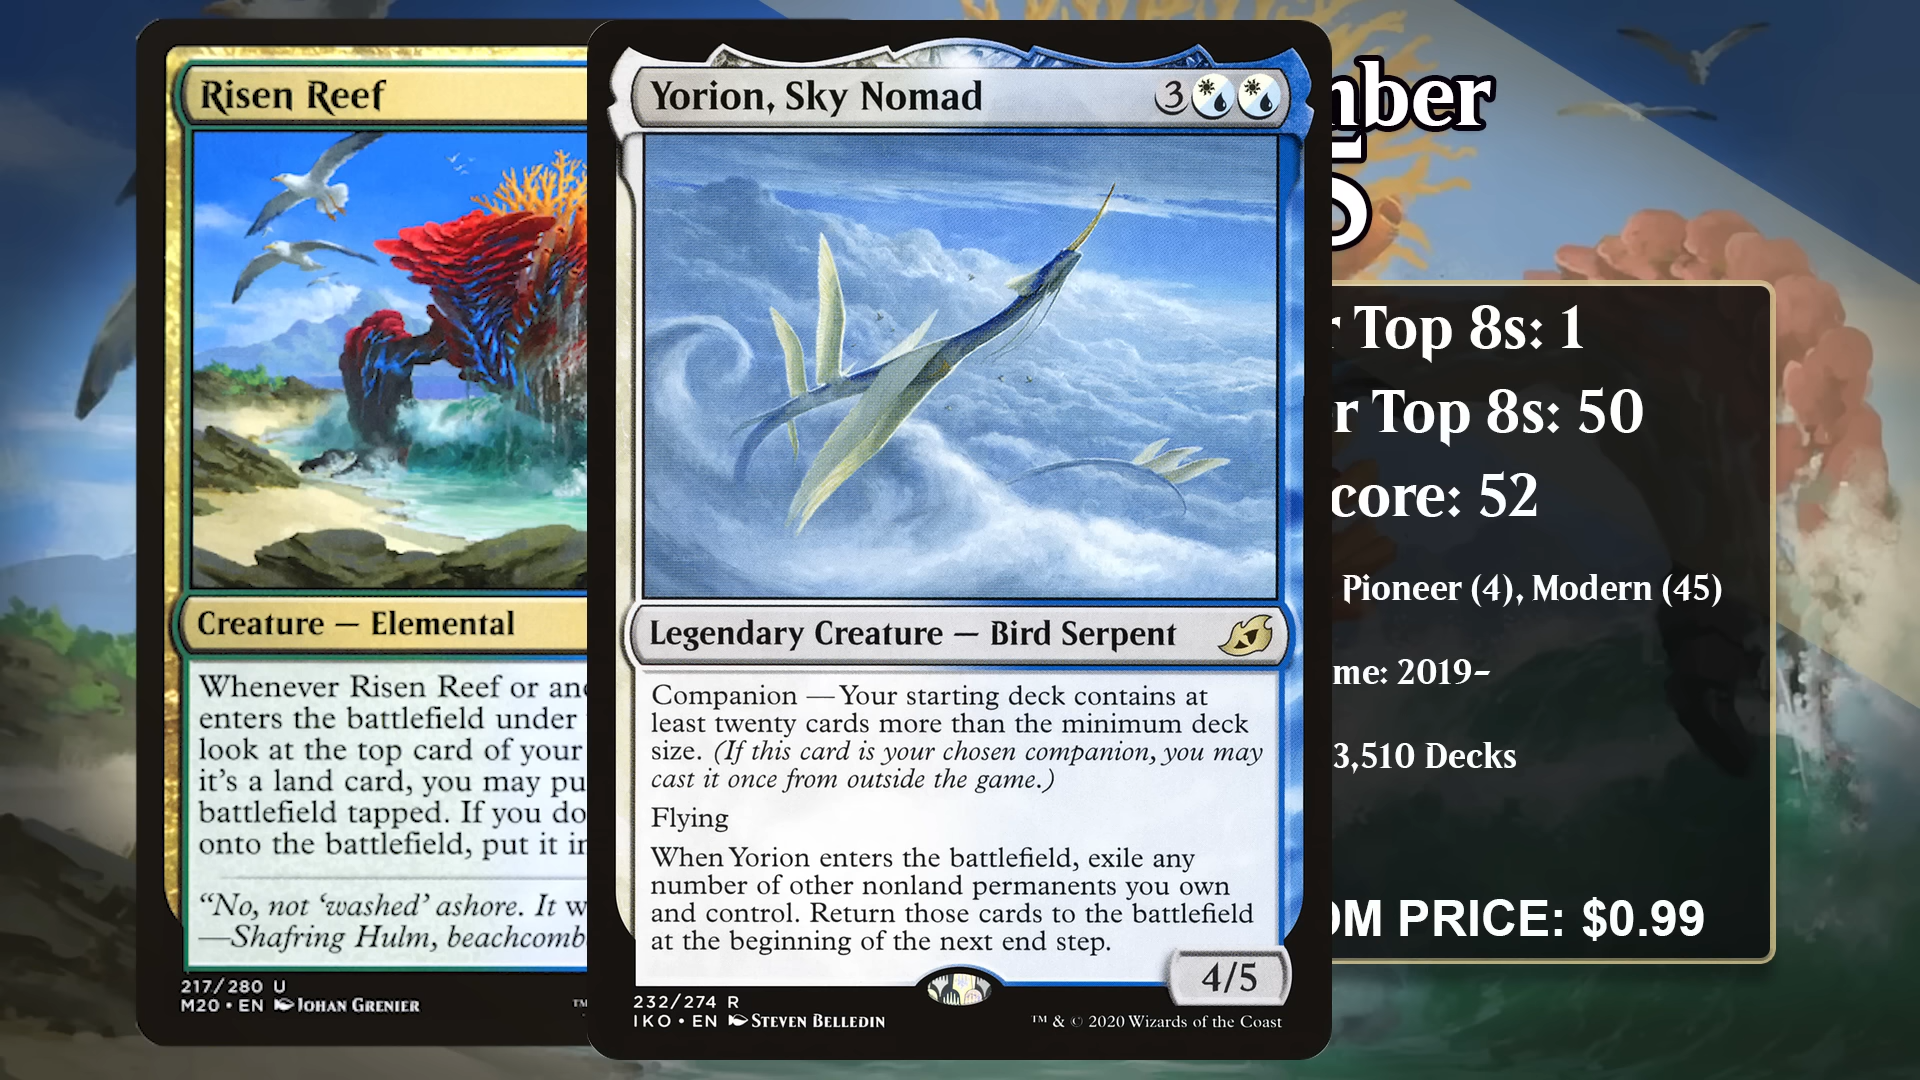 Risen Reef
Creature — Elemental
Whenever Risen Reef or
enters the battlefield under
look at the top card of your
it's a land card, you may
battlefield tapped. If you do
onto the battlefield, put it
“No, not ‘washed’ ashore. It
—Shafring Hulm,
217/280 U
M20 • EN Johan Grenier
™
Yorion, Sky Nomad
3
Legendary Creature — Bird Serpent
Companion — Your starting deck contains at
least twenty cards more than the minimum deck
size. (If this card is your chosen companion, you may
cast it once from outside the game.)
Flying
When Yorion enters the battlefield, exile any
number of other nonland permanents you own
and control. Return those cards to the battlefield
at the beginning of the next end step.
4/5
232/274 R
IKO • EN Steven Belledin
™ & © 2020 Wizards of the Coast
Top 8s: 1
Top 8s: 50
52
Pioneer (4), Modern (45)
2019-
3,510 Decks
PRICE: $0.99